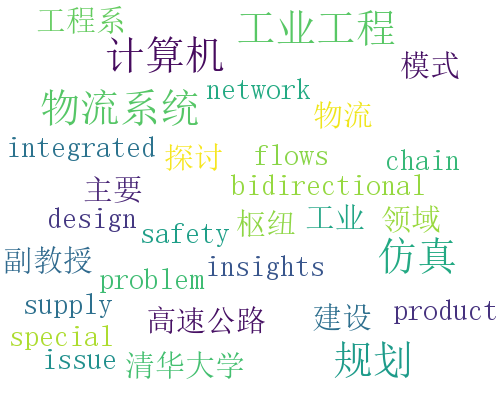 工程系 工业工程
计算机 模式
物流系统 network 物流
integrated 探讨 flows chain
主要 bidirectional
design safety 枢纽 工业 领域
副教授 problem insights 仿真
supply 高速公路 建设 product
special issue 清华大学 规划